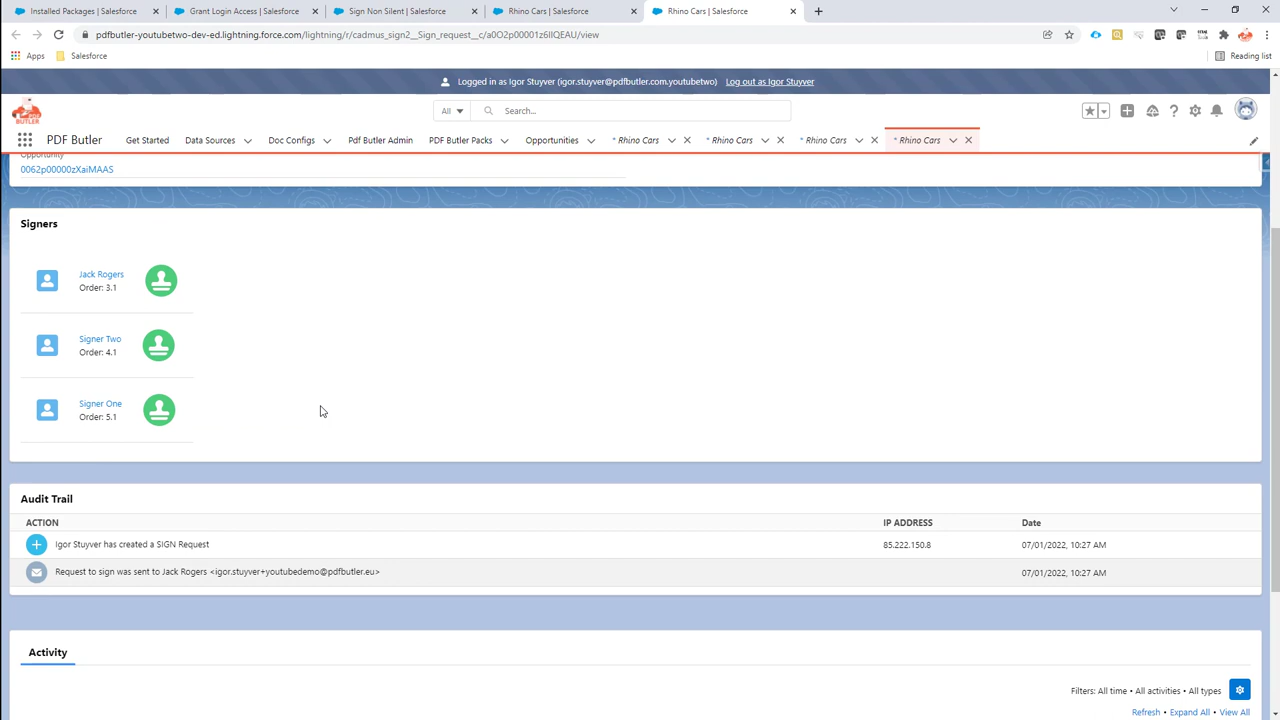 Installed Packages | Salesforce
Grant Login Access | Salesforce
Sign Non Silent | Salesforce
Rhino Cars | Salesforce
Rhino Cars | Salesforce
pdfbutler-youtubetwo-dev-ed.lightning.force.com/lightning/r/cadmus_sign2__Sign_request__c/a0O2p00001z6IIQEAU/view
Apps
Salesforce
Reading list
Logged in as Igor Stuyver (igor.stuyver@pdfbutler.com.youtubetwo)
Log out as Igor Stuyver
All
Search...
PDF Butler
Get Started
Data Sources
Doc Configs
Pdf Butler Admin
PDF Butler Packs
Opportunities
* Rhino Cars
* Rhino Cars
* Rhino Cars
* Rhino Cars
Opportunity
0062p00000zXaiMAAS
Signers
Jack Rogers
Order: 3.1
Signer Two
Order: 4.1
Signer One
Order: 5.1
Audit Trail
ACTION IP ADDRESS Date
Igor Stuyver has created a SIGN Request 85.222.150.8 07/01/2022, 10:27 AM
Request to sign was sent to Jack Rogers <igor.stuyver+youtubedemo@pdfbutler.eu> 07/01/2022, 10:27 AM
Activity
Filters: All time • All activities • All types
Refresh • Expand All • View All